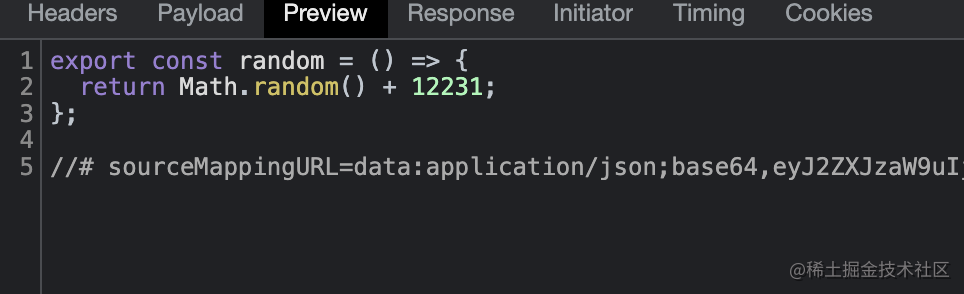 Headers Payload Preview Response Initiator Timing Cookies
1 export const random = () => {
2   return Math.random() + 12231;
3 };
4
5 //# sourceMappingURL=data:application/json;base64,eyJ2ZXJzaW9uIj
@稀土掘金技术社区